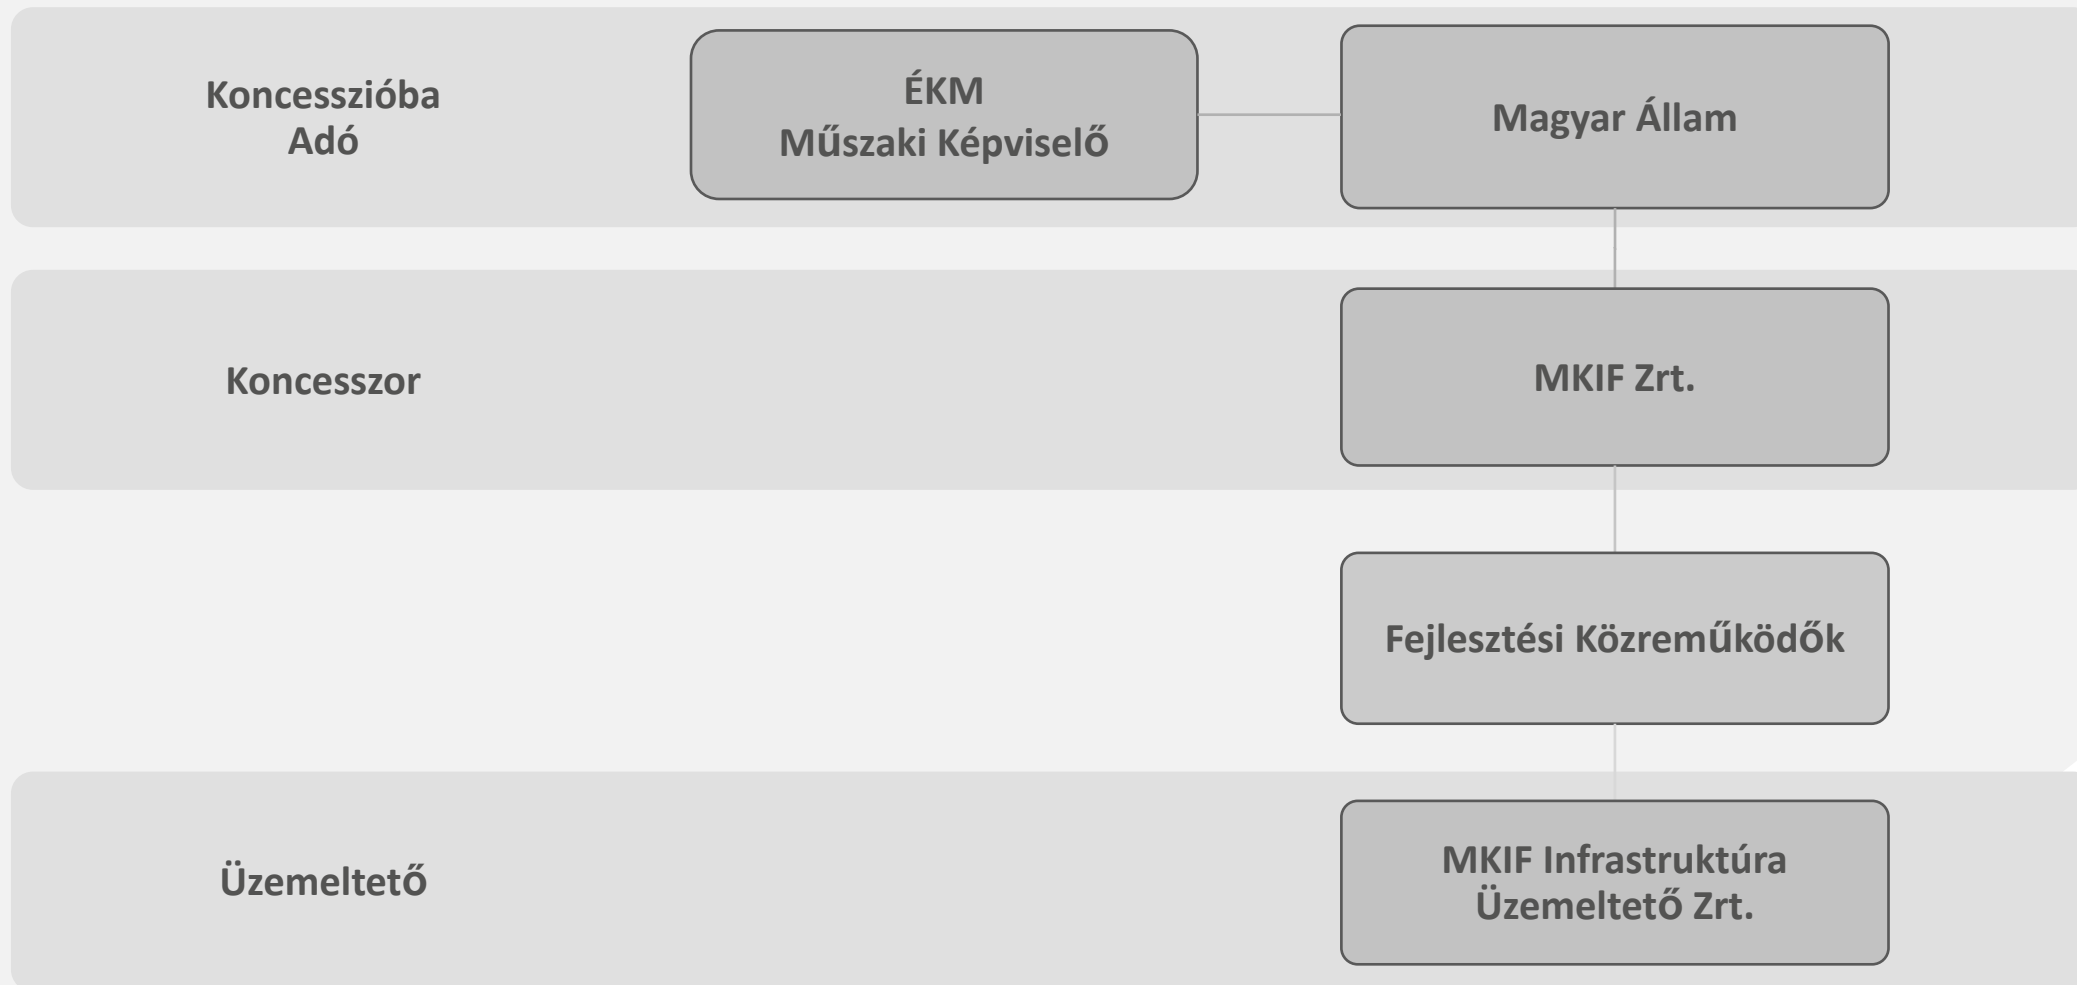 Koncesszióba
Adó
ÉKM
Műszaki Képviselő
Magyar Állam
Koncesszor
MKIF Zrt.
Fejlesztési Közreműködők
Üzemeltető
MKIF Infrastruktúra
Üzemeltető Zrt.